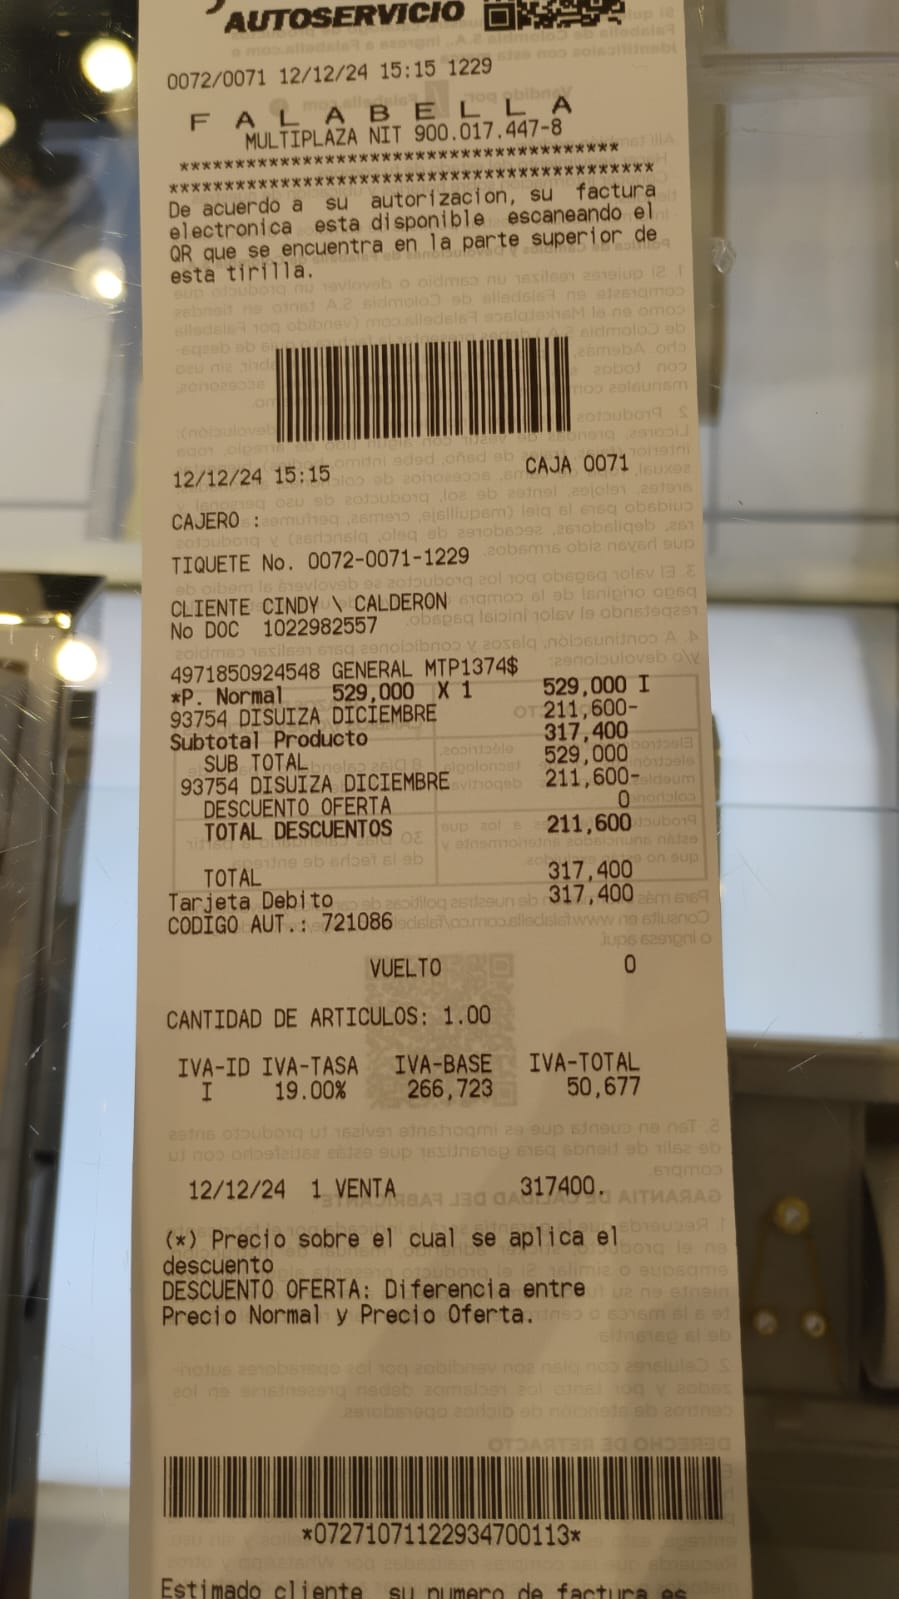 AUTOSERVICIO
0072/0071 12/12/24 15:15 1229
F A L A B E L L A
MULTIPLAZA NIT 900.017.447-8
****************************************
********************************************
De acuerdo a su autorizacion, su factura
electronica esta disponible escaneando el
QR que se encuentra en la parte superior de
esta tirilla.
12/12/24 15:15 CAJA 0071
CAJERO :
TIQUETE No. 0072-0071-1229
CLIENTE CINDY \ CALDERON
No DOC 1022982557
4971850924548 GENERAL MTP1374$
*P. Normal 529,000 X 1 529,000 I
93754 DISUIZA DICIEMBRE 211,600-
Subtotal Producto 317,400
SUB TOTAL 529,000
93754 DISUIZA DICIEMBRE 211,600-
DESCUENTO OFERTA 0
TOTAL DESCUENTOS 211,600
TOTAL 317,400
Tarjeta Debito 317,400
CODIGO AUT.: 721086
VUELTO 0
CANTIDAD DE ARTICULOS: 1.00
IVA-ID IVA-TASA IVA-BASE IVA-TOTAL
I 19.00% 266,723 50,677
12/12/24 1 VENTA 317400.
(*) Precio sobre el cual se aplica el
descuento
DESCUENTO OFERTA: Diferencia entre
Precio Normal y Precio Oferta.
*07271071122934700113*
Estimado cliente su numero de factura es